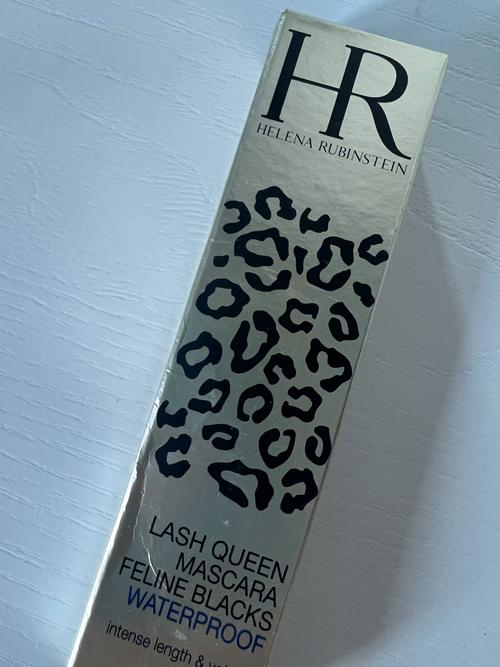 HR
HELENA RUBINSTEIN
LASH QUEEN
MASCARA
FELINE BLACKS
WATERPROOF
intense length &